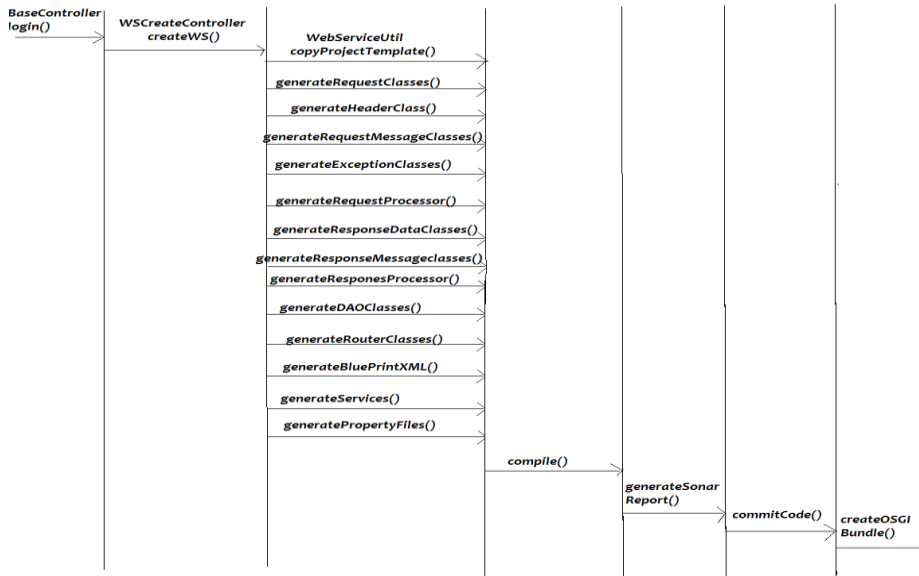 BaseController
login()
WSCreateController
createWS()
WebServiceUtil
copyProjectTemplate()
generateRequestClasses()
generateHeaderClass()
generateRequestMessageClasses()
generateExceptionClasses()
generateRequestProcessor()
generateResponseDataClasses()
generateResponseMessageclasses()
generateResponesProcessor()
generateDAOClasses()
generateRouterClasses()
generateBluePrintXML()
generateServices()
generatePropertyFiles()
compile()
generateSonar
Report()
commitCode()
createOSGI
Bundle()